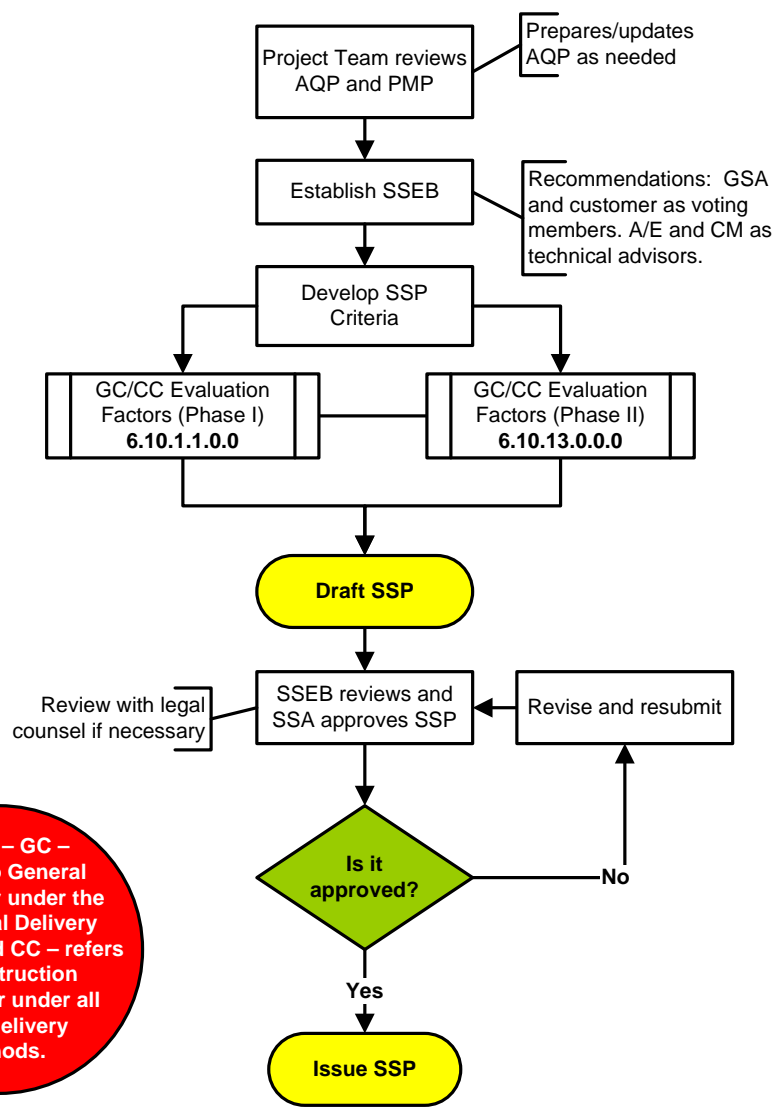 Project Team reviews
AQP and PMP
Prepares/updates
AQP as needed
Establish SSEB
Recommendations:  GSA
and customer as voting
members. A/E and CM as
technical advisors.
Develop SSP
Criteria
GC/CC Evaluation
Factors (Phase I)
6.10.1.1.0.0
GC/CC Evaluation
Factors (Phase II)
6.10.13.0.0.0
Draft SSP
Review with legal
counsel if necessary
SSEB reviews and
SSA approves SSP
Revise and resubmit
Is it
approved?
No
Yes
Issue SSP
– GC –
General
under the
Delivery
CC – refers
under all